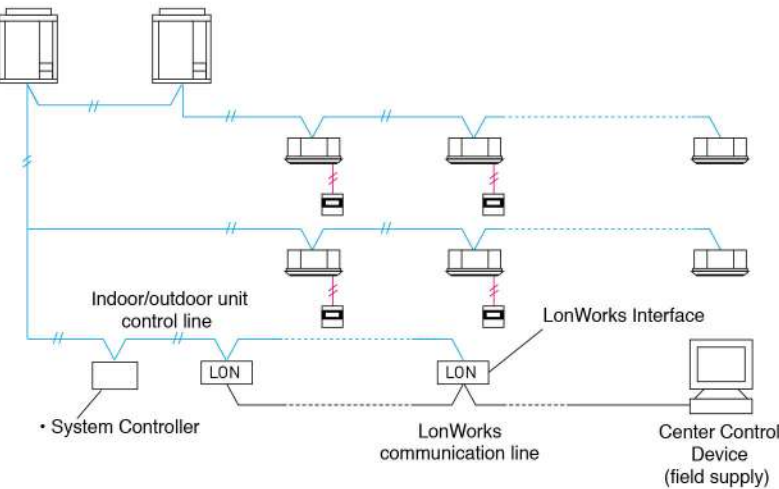 Indoor/outdoor unit
control line
LonWorks Interface
LON
LON
• System Controller
LonWorks
communication line
Center Control
Device
(field supply)